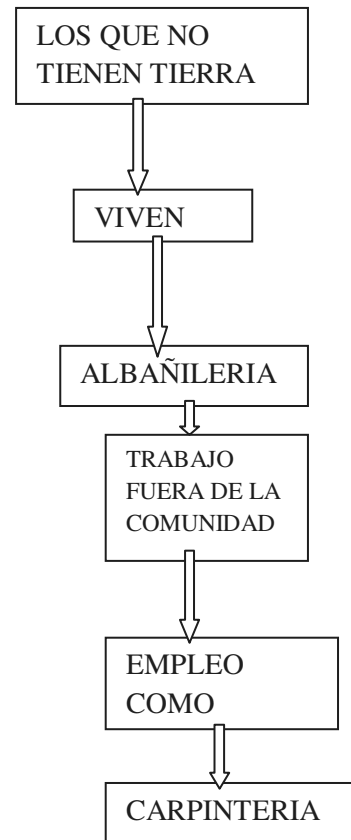 LOS QUE NO
TIENEN TIERRA
VIVEN
ALBAÑILERIA
TRABAJO
FUERA DE LA
COMUNIDAD
EMPLEO
COMO
CARPINTERIA